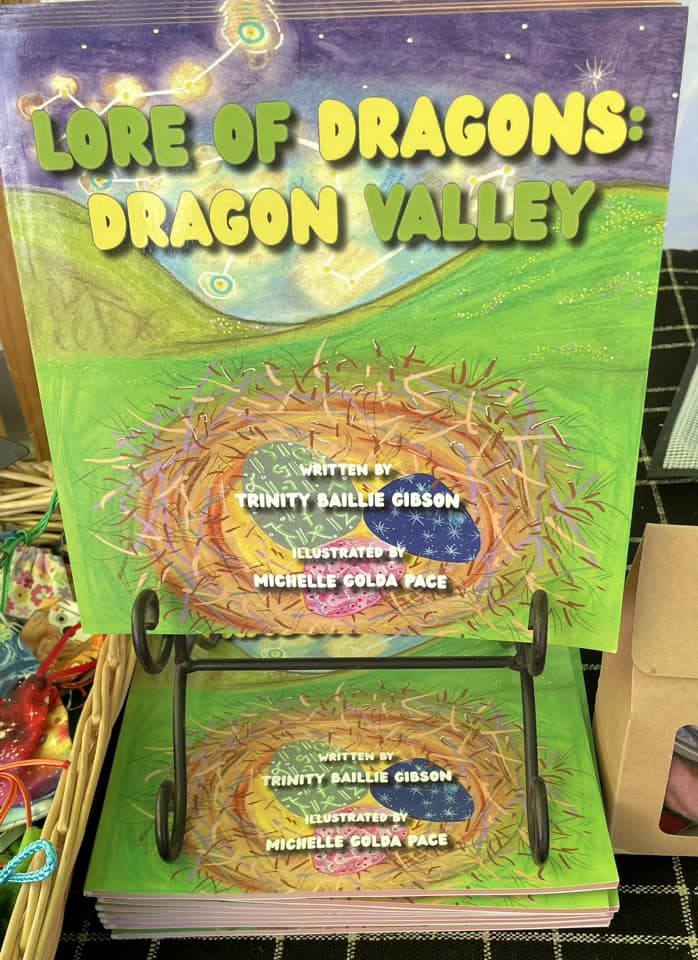 LORE OF DRAGONS:
DRAGON VALLEY
WRITTEN BY
TRINITY BAILLIE GIBSON
ILLUSTRATED BY
MICHELLE GOLDA PACE
WRITTEN BY
TRINITY BAILLIE GIBSON
ILLUSTRATED BY
MICHELLE GOLDA PACE